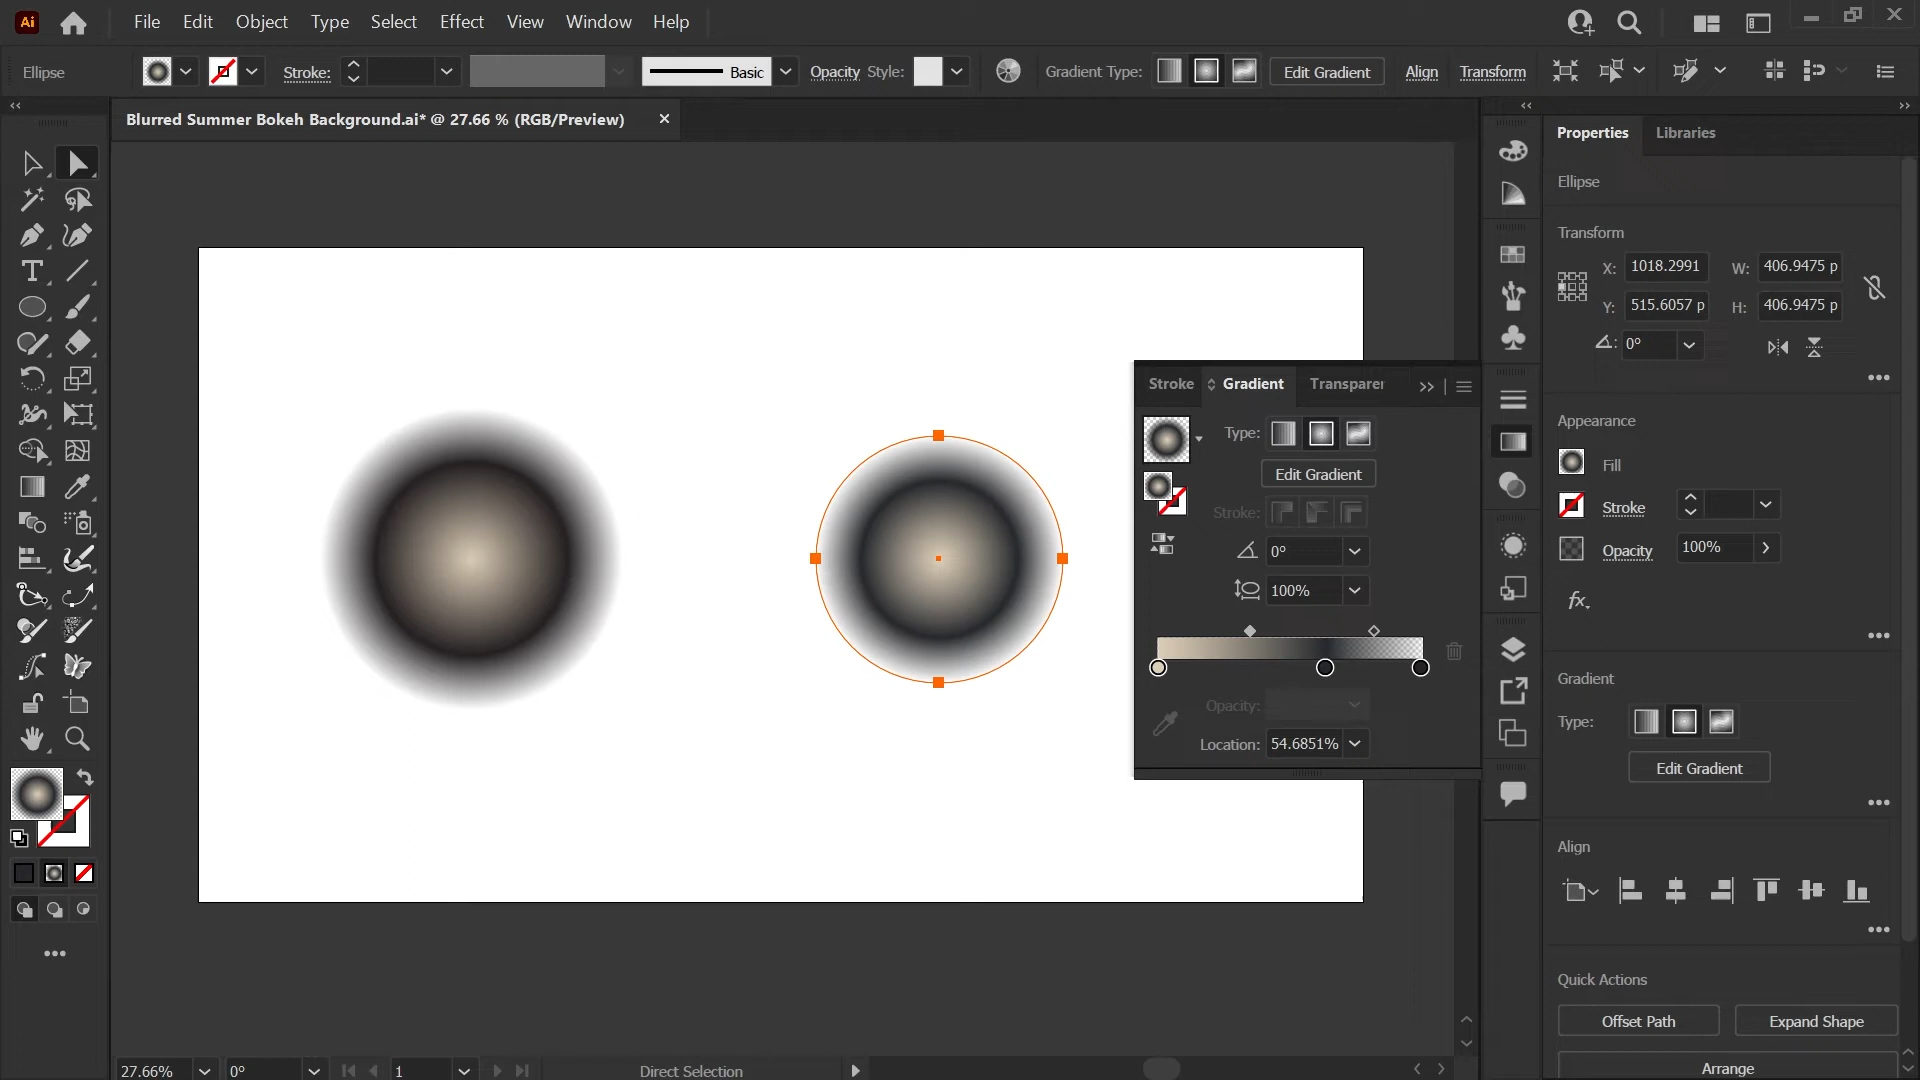 Ai File Edit Object Type Select Effect View Window Help
Ellipse Stroke: Basic Opacity Style: Gradient Type: Edit Gradient Align Transform
Blurred Summer Bokeh Background.ai* @ 27.66 % (RGB/Preview)
Properties Libraries
Ellipse
Transform
X: 1018.2991 W: 406.9475 p
Y: 515.6057 p H: 406.9475 p
0°
Stroke Gradient Transparer
Type:
Edit Gradient
Stroke:
0°
100%
Opacity:
Location: 54.6851%
Appearance
Fill
Stroke
Opacity 100%
fx.
Gradient
Type:
Edit Gradient
Align
Quick Actions
Offset Path Expand Shape
Arrange
27.66% 0° 1 Direct Selection